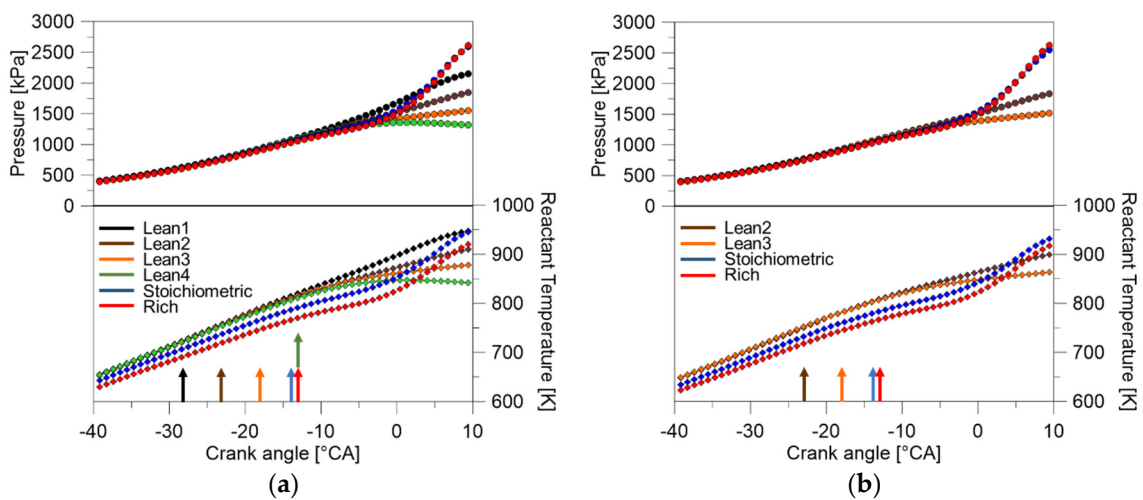 3000
2500
2000
1500
1000
500
0
Pressure [kPa]
1000
900
800
700
600
Reactant Temperature [K]
Lean1
Lean2
Lean3
Lean4
Stoichiometric
Rich
-40 -30 -20 -10 0 10
Crank angle [°CA]
(a)
3000
2500
2000
1500
1000
500
0
Pressure [kPa]
1000
900
800
700
600
Reactant Temperature [K]
Lean2
Lean3
Stoichiometric
Rich
-40 -30 -20 -10 0 10
Crank angle [°CA]
(b)